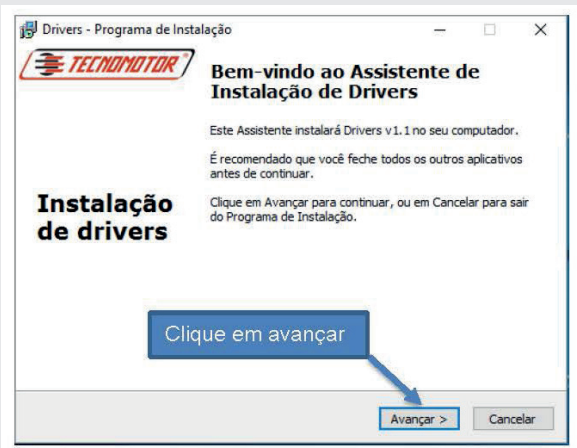 Drivers - Programa de Instalação
TECNOMOTOR
Bem-vindo ao Assistente de
Instalação de Drivers
Este Assistente instalará Drivers v1.1 no seu computador.
É recomendado que você feche todos os outros aplicativos
antes de continuar.
Clique em Avançar para continuar, ou em Cancelar para sair
do Programa de Instalação.
Instalação
de drivers
Clique em avançar
Avançar >
Cancelar